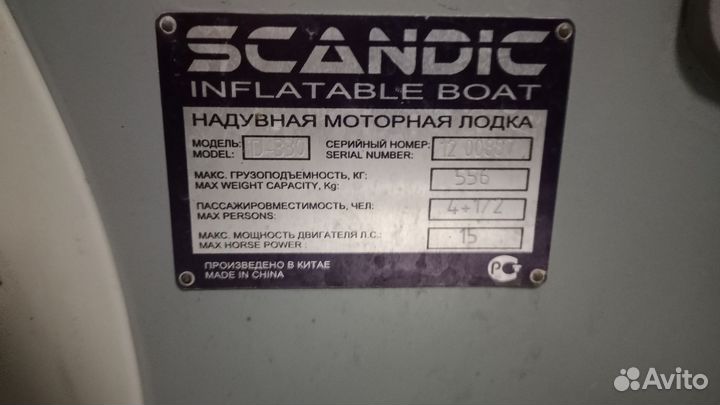 SCANDIC
INFLATABLE BOAT
НАДУВНАЯ МОТОРНАЯ ЛОДКА
МОДЕЛЬ: СЕРИЙНЫЙ НОМЕР:
MODEL: SERIAL NUMBER:
МАКС. ГРУЗОПОДЪЕМНОСТЬ, КГ: 556
MAX WEIGHT CAPACITY, Kg:
ПАССАЖИРОВМЕСТИМОСТЬ, ЧЕЛ: 4+1/2
MAX PERSONS:
МАКС. МОЩНОСТЬ ДВИГАТЕЛЯ Л.С.: 15
MAX HORSE POWER :
ПРОИЗВЕДЕНО В КИТАЕ
MADE IN CHINA
РСТ
Avito